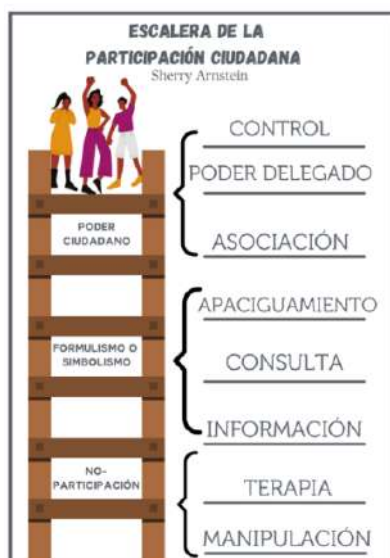 ESCALERA DE LA
PARTICIPACIÓN CIUDADANA
Sherry Arnstein
CONTROL
PODER DELEGADO
PODER
CIUDADANO
ASOCIACIÓN
APACIGUAMIENTO
FORMULISMO O
SIMBOLISMO
CONSULTA
INFORMACIÓN
NO-
PARTICIPACIÓN
TERAPIA
MANIPULACIÓN